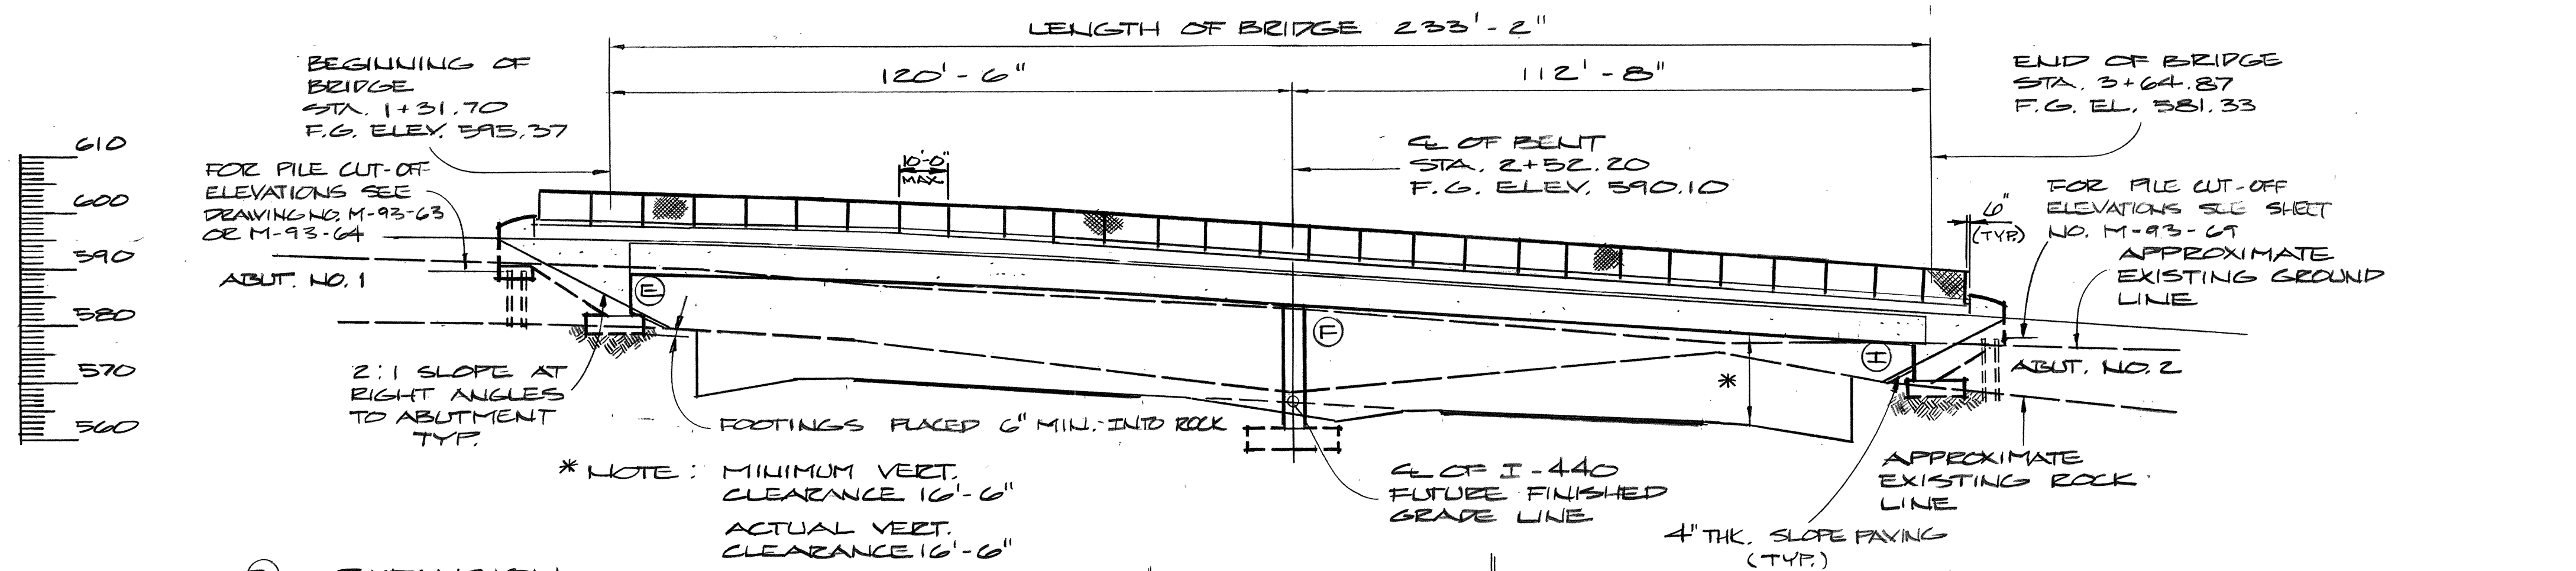 LENGTH OF BRIDGE 233'-2"
120'-6"
112'-8"
BEGINNING OF
BRIDGE
STA. 1+31.70
F.G. ELEV. 595.37
END OF BRIDGE
STA. 3+64.87
F.G. EL. 581.33
℄ OF BENT
STA. 2+52.20
F.G. ELEV. 590.10
10'-0"
MAX
610
600
590
580
570
560
FOR PILE CUT-OFF
ELEVATIONS SEE
DRAWING NO. M-93-63
OR M-93-64
ABUT. NO. 1
FOR PILE CUT-OFF
ELEVATIONS SEE SHEET
NO. M-93-69
6"
(TYP.)
APPROXIMATE
EXISTING GROUND
LINE
ABUT. NO. 2
E
F
I
*
2:1 SLOPE AT
RIGHT ANGLES
TO ABUTMENT
TYP.
FOOTINGS PLACED 6" MIN. INTO ROCK
* NOTE: MINIMUM VERT.
CLEARANCE 16'-6"
ACTUAL VERT.
CLEARANCE 16'-6"
℄ OF I-440
FUTURE FINISHED
GRADE LINE
APPROXIMATE
EXISTING ROCK
LINE
4" THK. SLOPE PAVING
(TYP.)